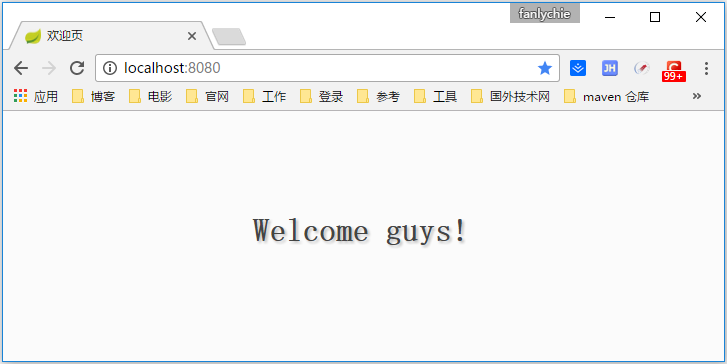 fanlychie
欢迎页
localhost:8080
JH
99+
应用 博客 电影 官网 工作 登录 参考 工具 国外技术网 maven 仓库 »
Welcome guys!